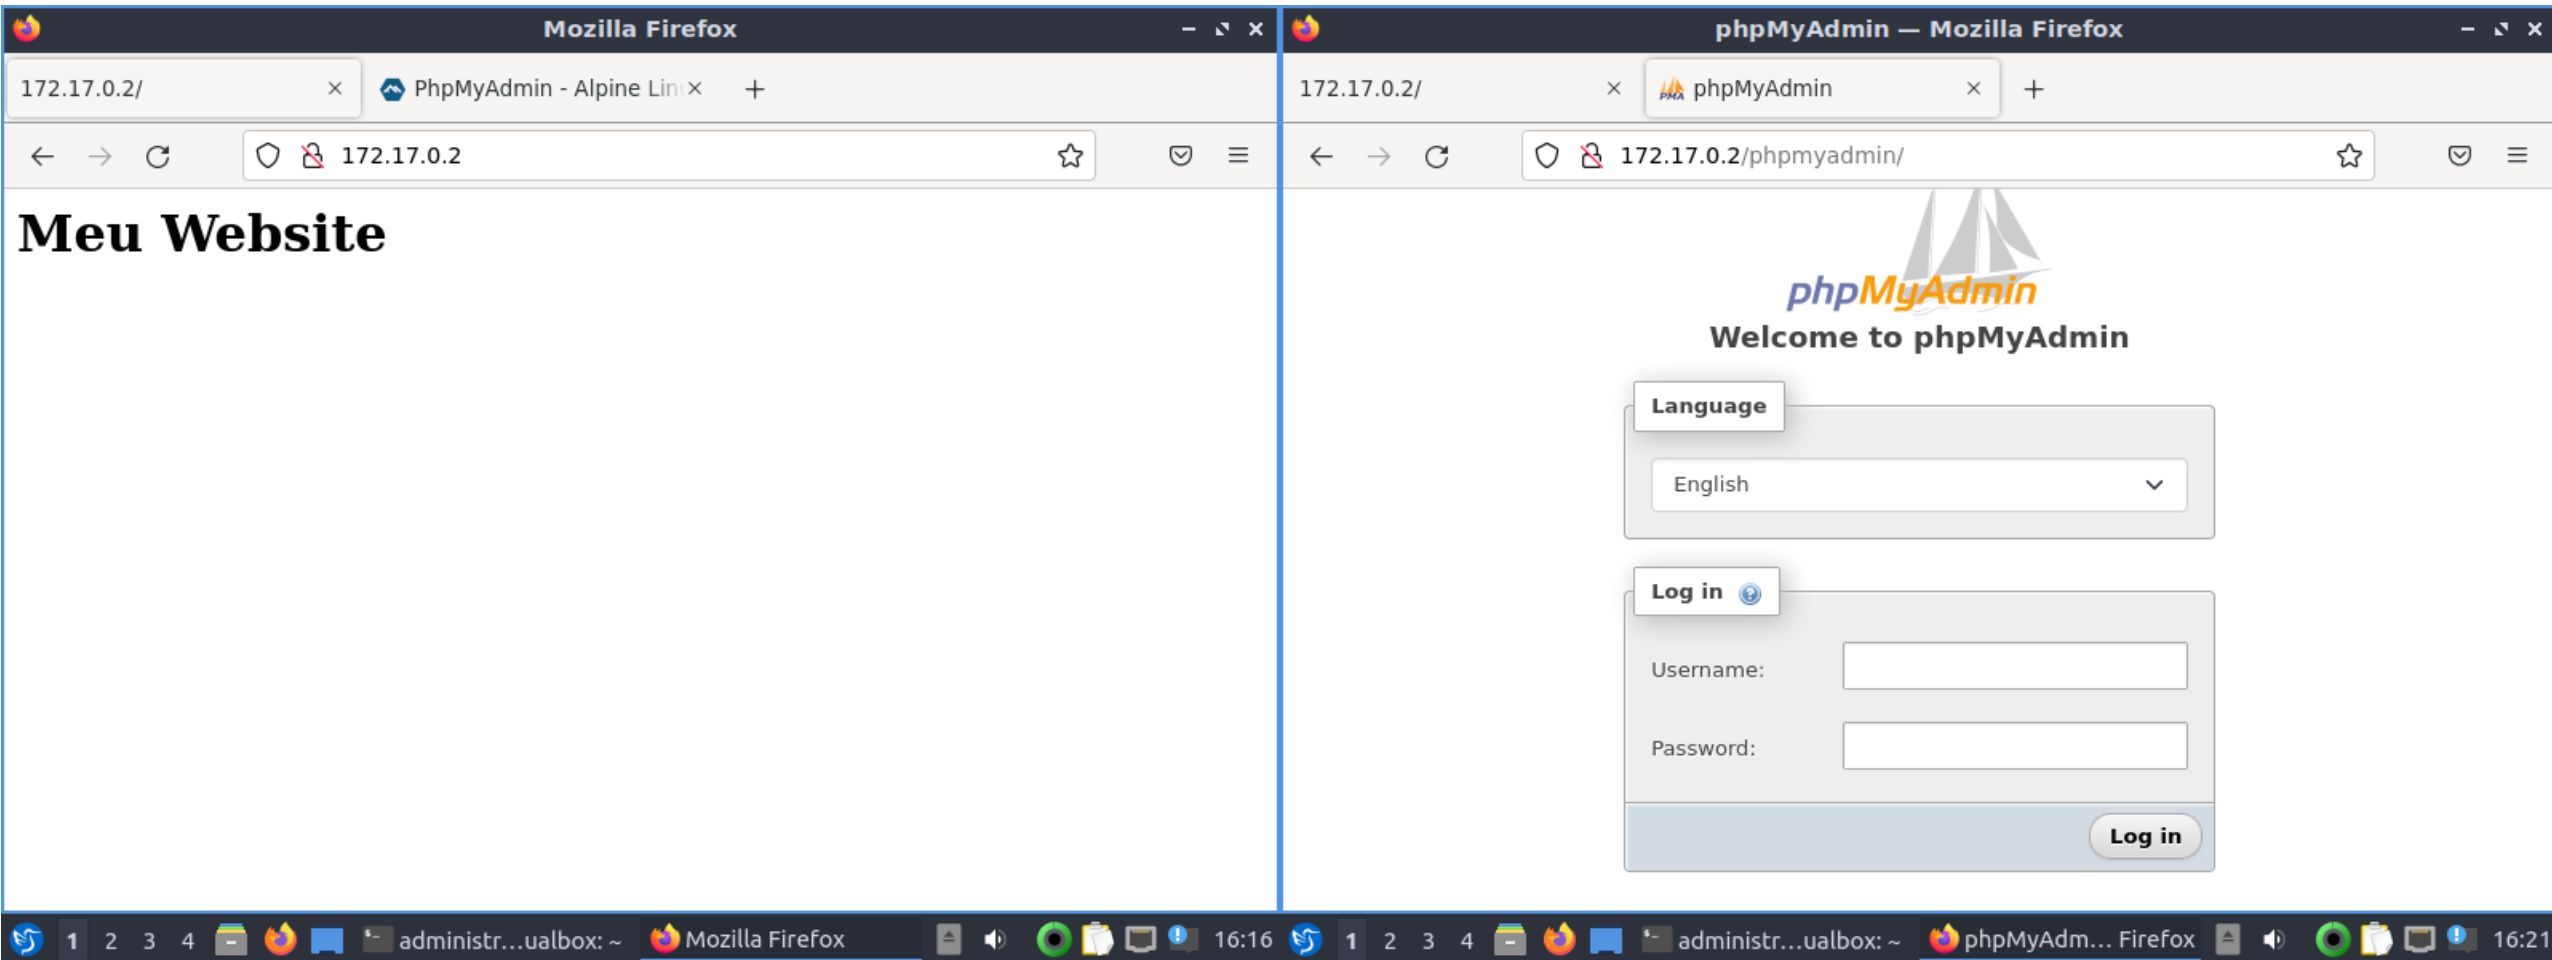 Mozilla Firefox
172.17.0.2/
PhpMyAdmin - Alpine Lin
172.17.0.2
Meu Website
1 2 3 4
administr...ualbox: ~
Mozilla Firefox
16:16
phpMyAdmin — Mozilla Firefox
172.17.0.2/
PMA
phpMyAdmin
172.17.0.2/phpmyadmin/
phpMyAdmin
Welcome to phpMyAdmin
Language
English
Log in
Username:
Password:
Log in
1 2 3 4
administr...ualbox: ~
phpMyAdm... Firefox
16:21